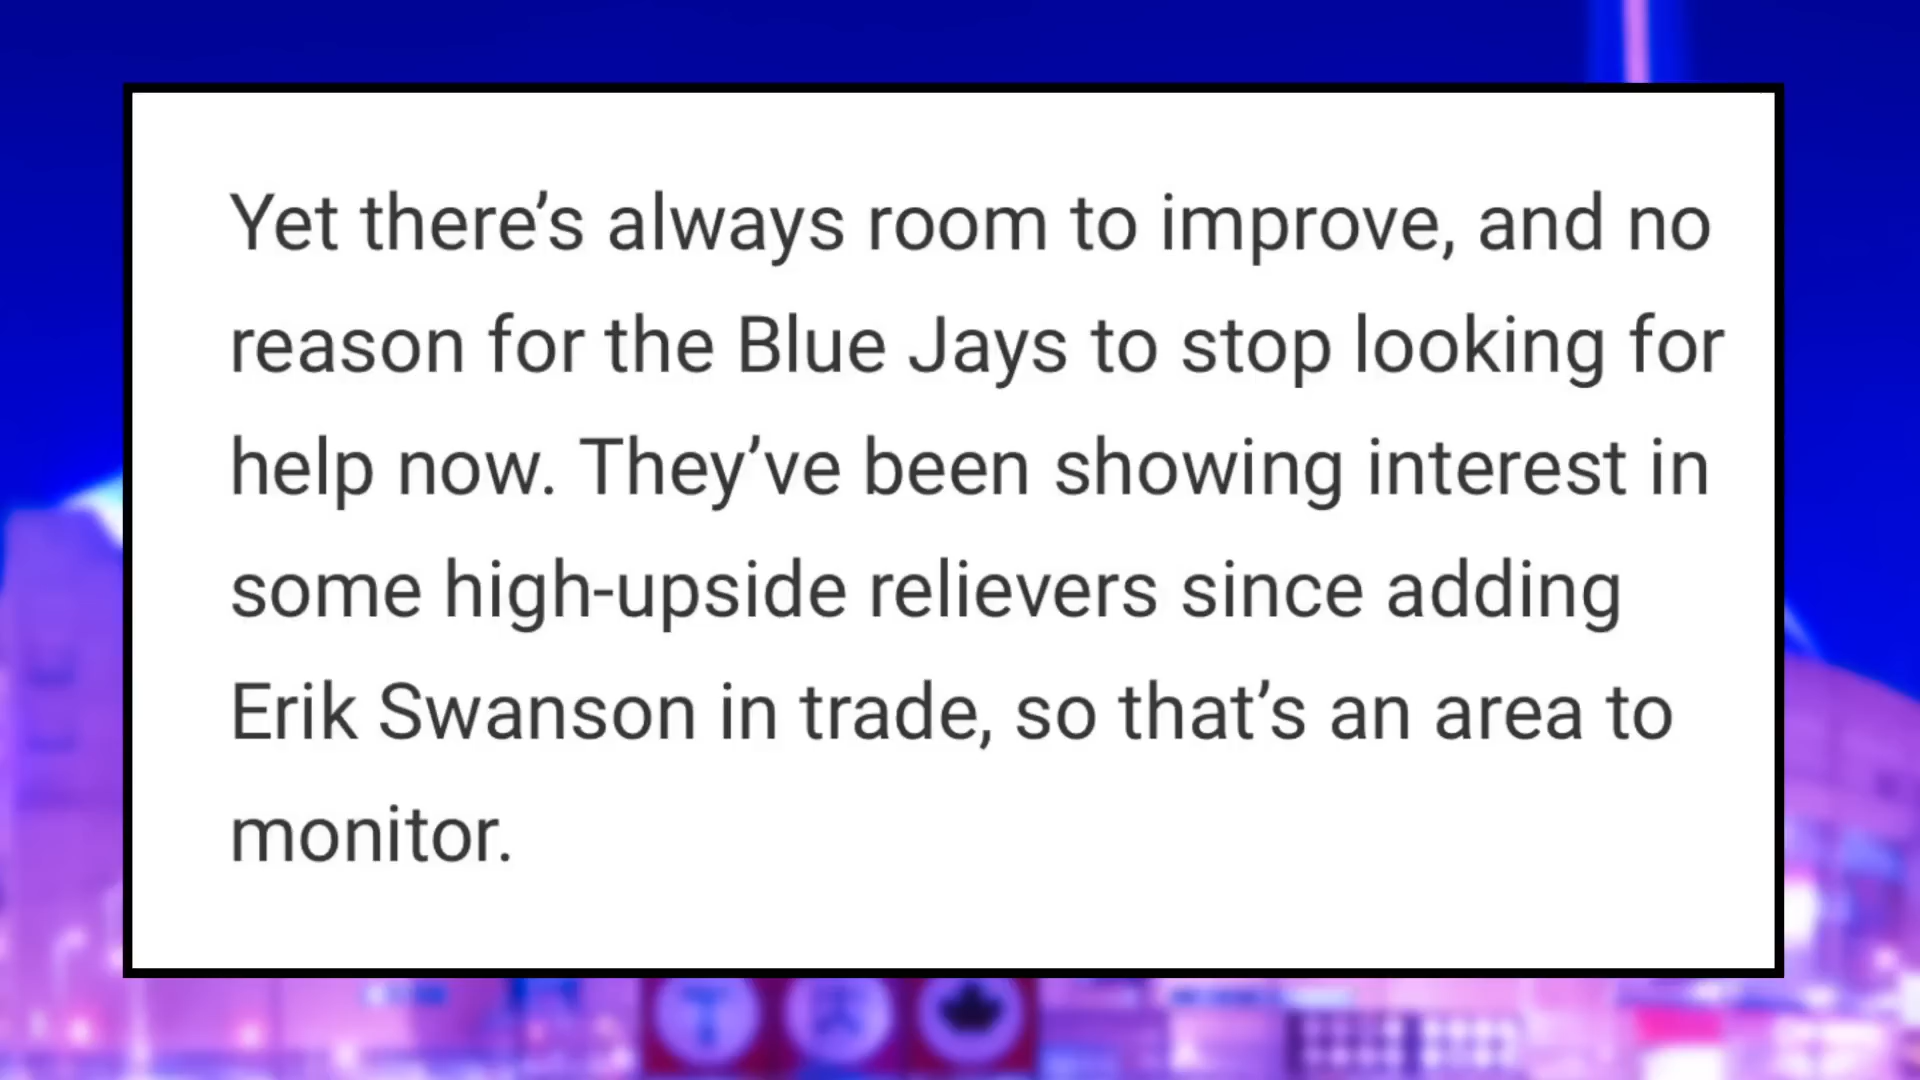 Yet there’s always room to improve, and no
reason for the Blue Jays to stop looking for
help now. They’ve been showing interest in
some high-upside relievers since adding
Erik Swanson in trade, so that’s an area to
monitor.